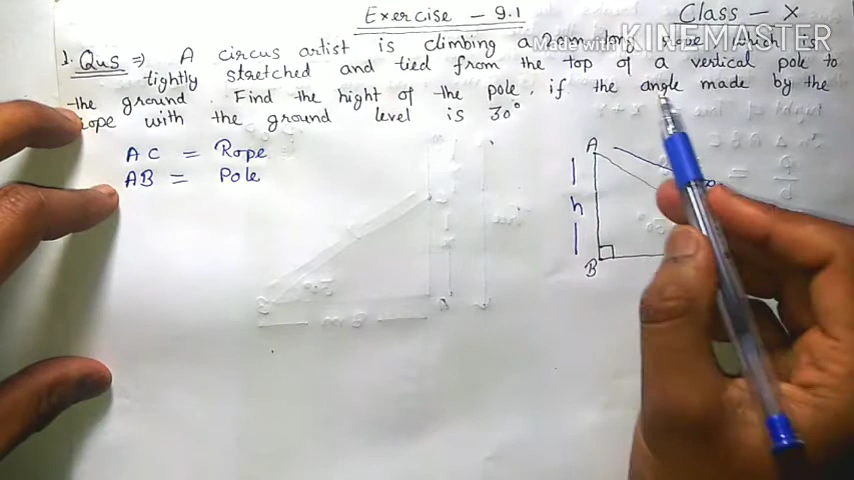 Exercise - 9.1
Class - X
1. Qus ⇒ A circus artist is climbing a 20m long rope which is
tightly stretched and tied from the top of a vertical pole to
the ground. Find the hight of the pole, if the angle made by the
rope with the ground level is 30°
AC = Rope
AB = Pole
A
h
B
Made with KINEMASTER